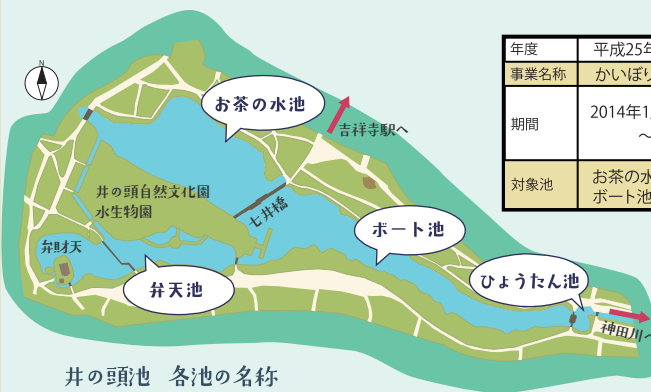 N
お茶の水池
吉祥寺駅へ
井の頭自然文化園
水生物園
七井橋
ボート池
弁財天
弁天池
ひょうたん池
神田川へ
井の頭池 各池の名称
年度 平成25年
事業名称 かいぼり
期間 2014年1
～
対象池 お茶の水
ボート池